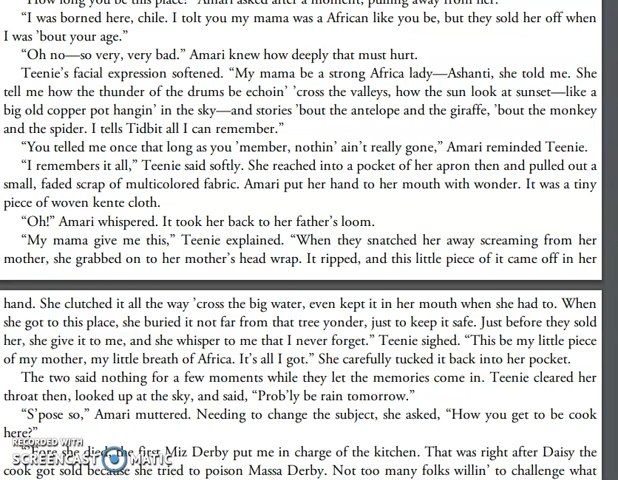 "How long you be this place?" Amari asked after a moment, pulling away from her.
"I was born here, chile. I tolt you my mama was a African like you be, but they sold her off when
I was 'bout your age."
"Oh no—so very, very bad." Amari knew how deeply that must hurt.
Teenie's facial expression softened. "My mama be a strong Africa lady—Ashanti, she told me. She
tell me how the thunder of the drums be echoin' 'cross the valleys, how the sun look at sunset—like a
big old copper pot hangin' in the sky—and stories 'bout the antelope and the giraffe, 'bout the monkey
and the spider. I tells Tidbit all I can remember."
"You told me once that long as you 'member, nothin' ain't really gone," Amari reminded Teenie.
"I remembers it all," Teenie said softly. She reached into a pocket of her apron then and pulled out a
small, faded scrap of multicolored fabric. Amari put her hand to her mouth with wonder. It was a tiny
piece of woven kente cloth.
"Oh!" Amari whispered. It took her back to her father's loom.
"My mama give me this," Teenie explained. "When they snatched her away screaming from her
mother, she grabbed on to her mother's head wrap. It ripped, and this little piece of it came off in her
hand. She clutched it all the way 'cross the big water, even kept it in her mouth when she had to. When
she got to this place, she buried it not far from that tree yonder, just to keep it safe. Just before they sold
her, she give it to me, and she whisper to me that I never forget." Teenie sighed. "This be my little piece
of my mother, my little breath of Africa. It's all I got." She carefully tucked it back into her pocket.
The two said nothing for a few moments while they let the memories come in. Teenie cleared her
throat then, looked up at the sky, and said, "Prob'ly be rain tomorrow."
"S'pose so," Amari muttered. Needing to change the subject, she asked, "How you get to be cook
here?"
"'Fore she died, the first Miz Derby put me in charge of the kitchen. That was right after Daisy the
cook got sold because she tried to poison Massa Derby. Not too many folks willin' to challenge what
RECORDED WITH
SCREENCAST MATIC